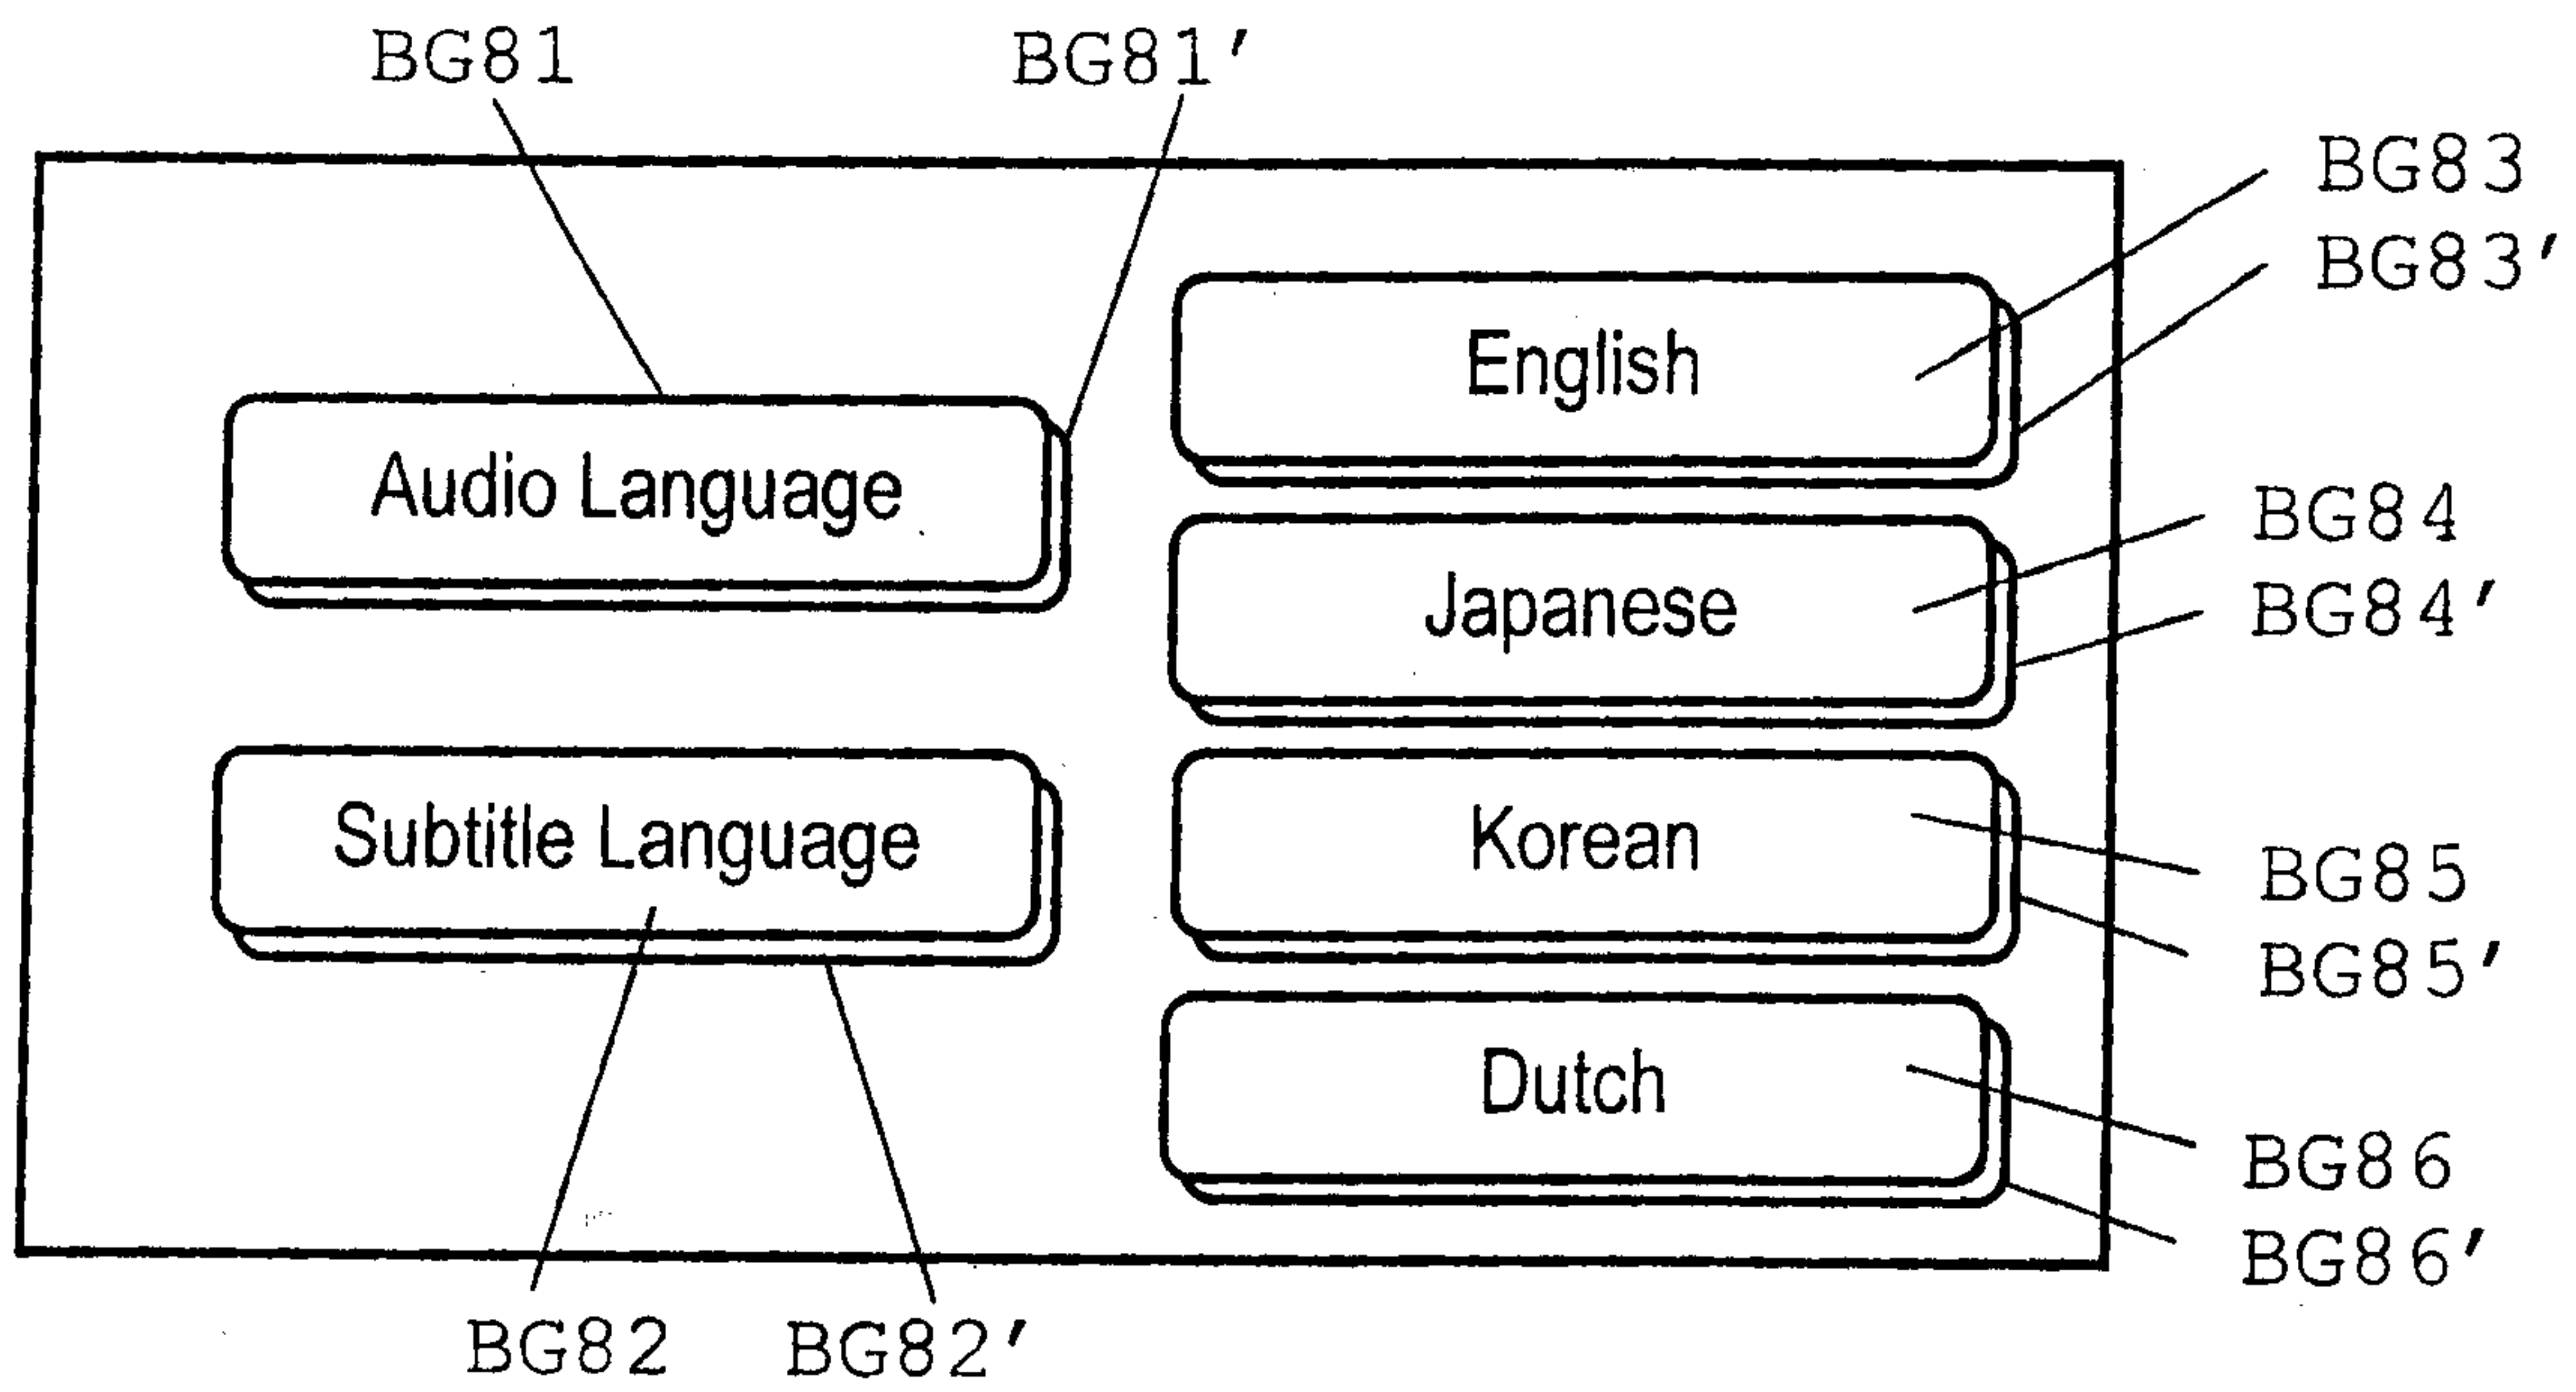 BG81
BG81'
BG83
BG83'
English
Audio Language
BG84
Japanese
BG84'
Subtitle Language
Korean
BG85
BG85'
Dutch
BG86
BG86'
BG82
BG82'